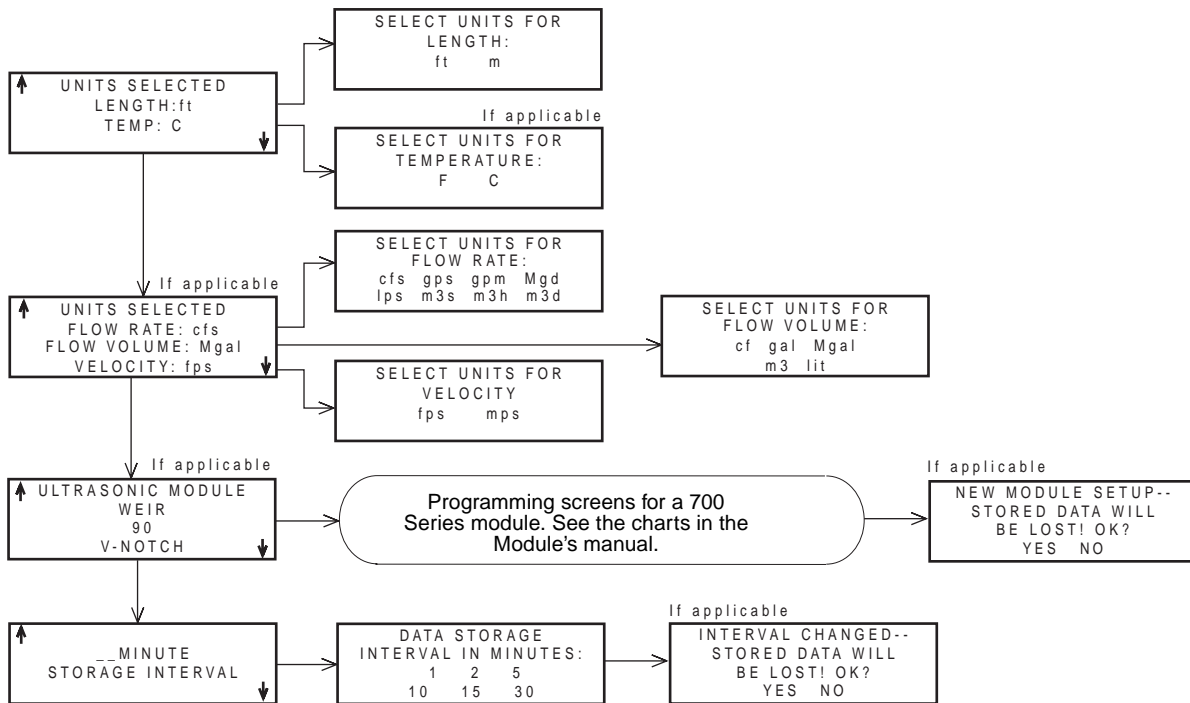 SELECT UNITS FOR
LENGTH:
ft m
UNITS SELECTED
LENGTH:ft
TEMP: C
If applicable
SELECT UNITS FOR
TEMPERATURE:
F C
If applicable
UNITS SELECTED
FLOW RATE: cfs
FLOW VOLUME: Mgal
VELOCITY: fps
SELECT UNITS FOR
FLOW RATE:
cfs gps gpm Mgd
lps m3s m3h m3d
SELECT UNITS FOR
FLOW VOLUME:
cf gal Mgal
m3 lit
SELECT UNITS FOR
VELOCITY
fps mps
If applicable
ULTRASONIC MODULE
WEIR
90
V-NOTCH
Programming screens for a 700
Series module. See the charts in the
Module's manual.
If applicable
NEW MODULE SETUP--
STORED DATA WILL
BE LOST! OK?
YES NO
__MINUTE
STORAGE INTERVAL
DATA STORAGE
INTERVAL IN MINUTES:
1 2 5
10 15 30
If applicable
INTERVAL CHANGED--
STORED DATA WILL
BE LOST! OK?
YES NO